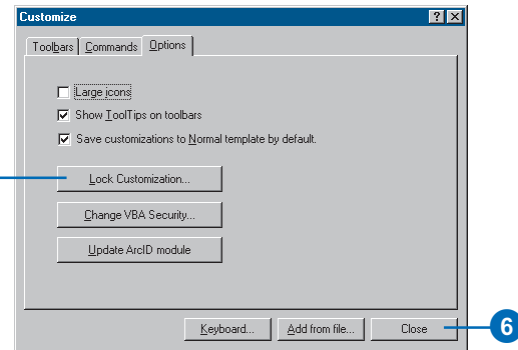 Customize
Toolbars Commands Options
Large icons
Show ToolTips on toolbars
Save customizations to Normal template by default.
Lock Customization...
Change VBA Security...
Update ArcID module
Keyboard... Add from file... Close
6